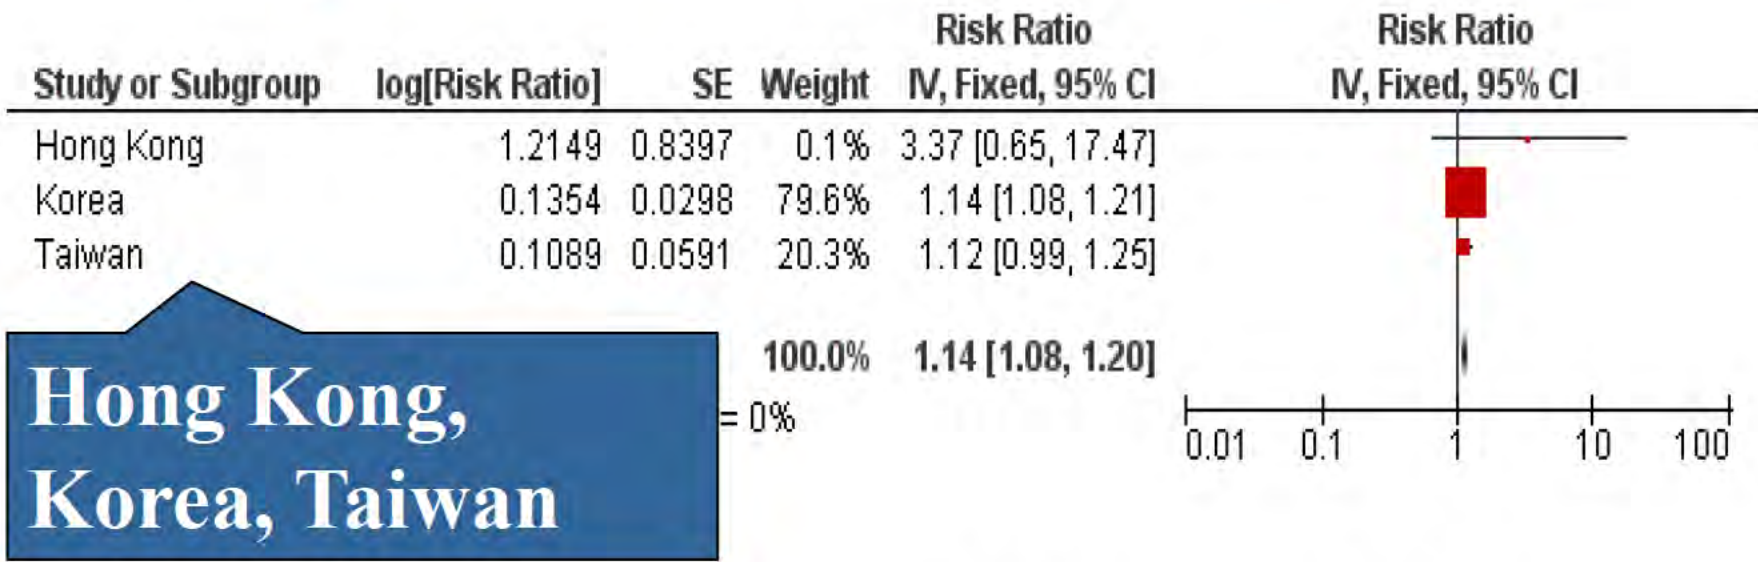 Risk Ratio Risk Ratio
Study or Subgroup log[Risk Ratio] SE Weight IV, Fixed, 95% CI IV, Fixed, 95% CI
Hong Kong 1.2149 0.8397 0.1% 3.37 [0.65, 17.47]
Korea 0.1354 0.0298 79.6% 1.14 [1.08, 1.21]
Taiwan 0.1089 0.0591 20.3% 1.12 [0.99, 1.25]
100.0% 1.14 [1.08, 1.20]
= 0%
0.01 0.1 1 10 100
Hong Kong,
Korea, Taiwan